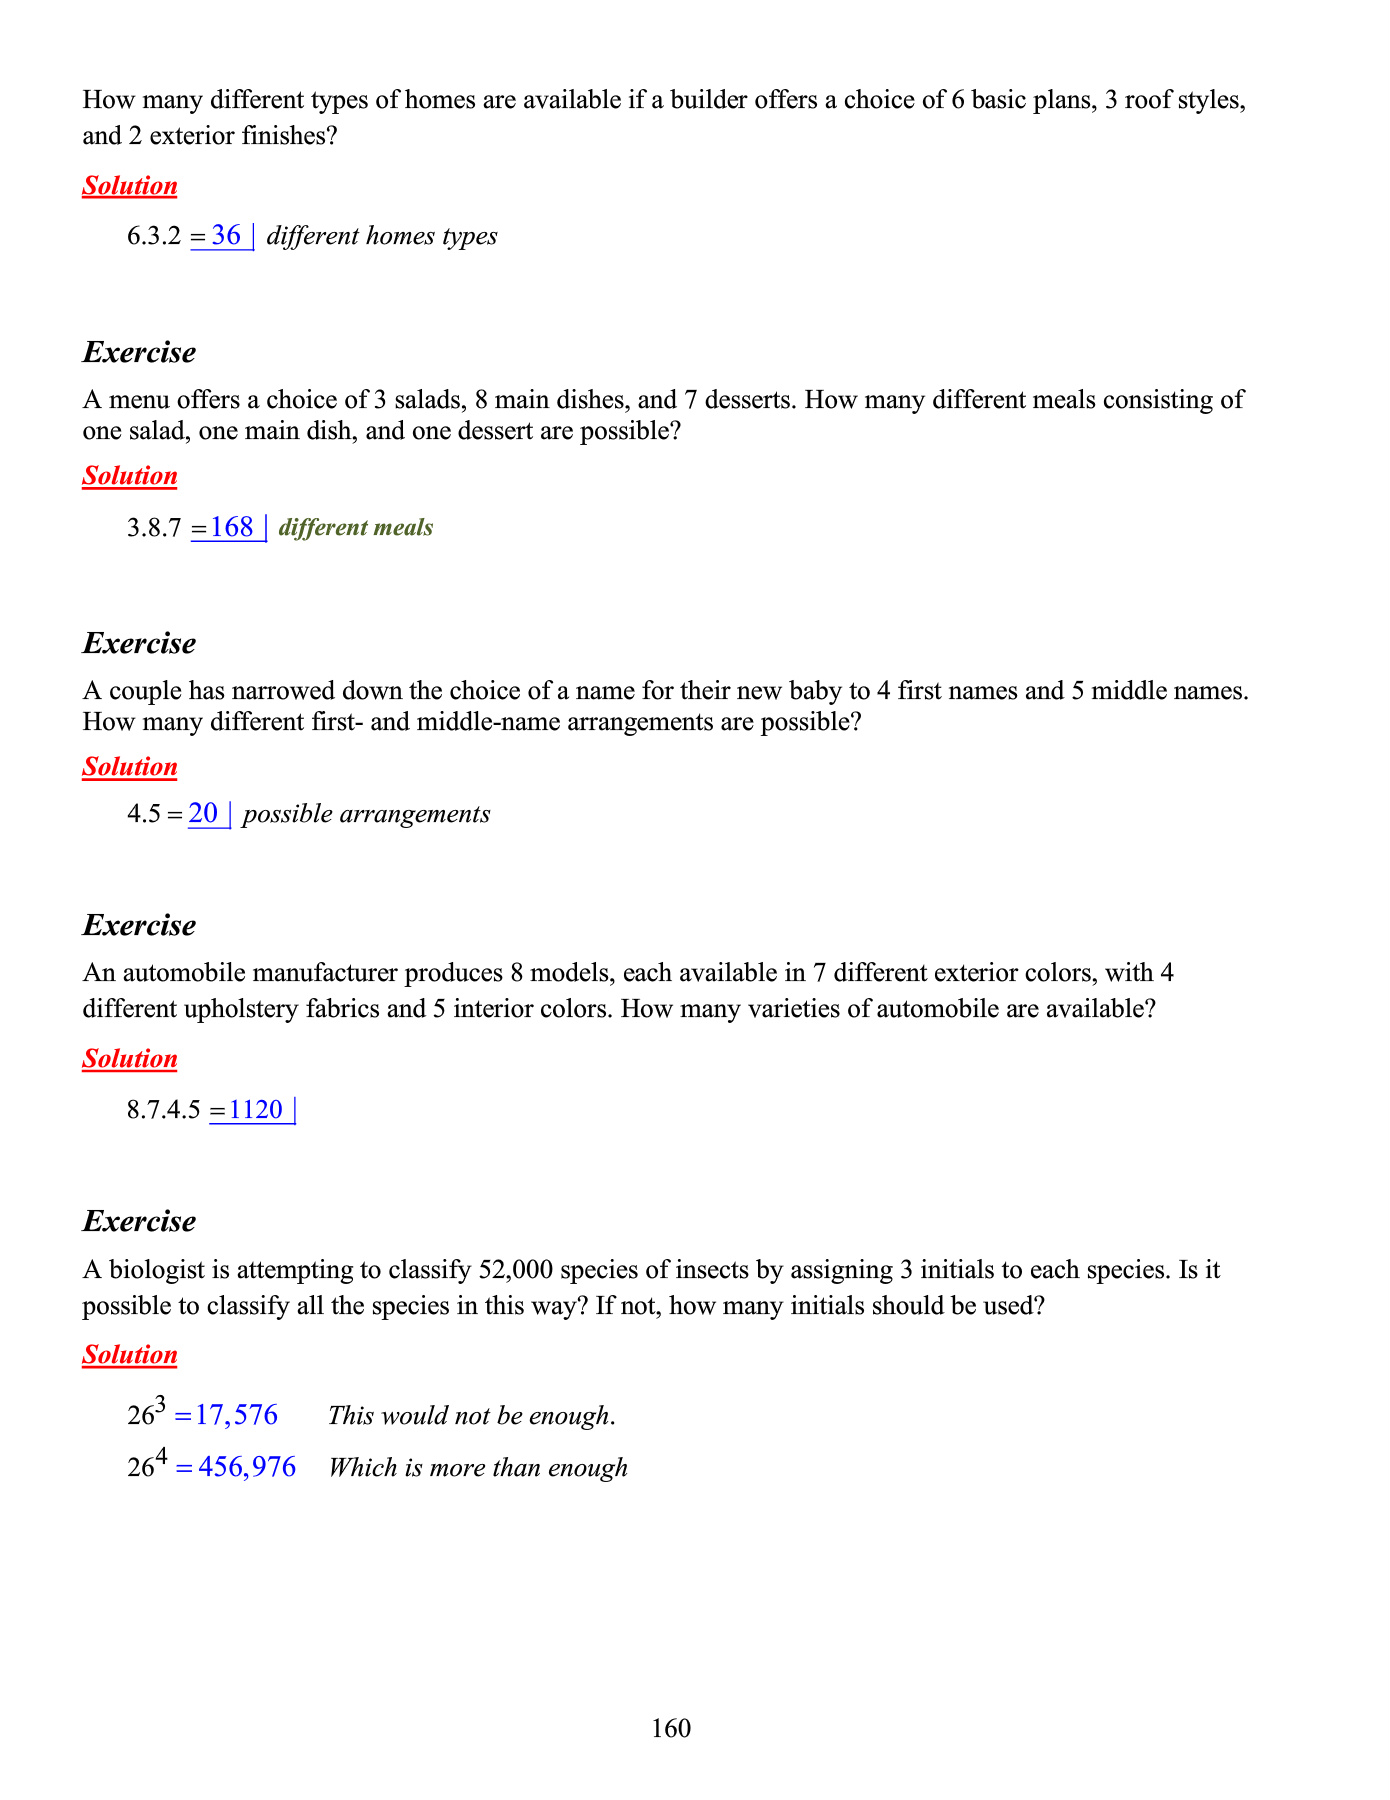 How many different types of homes are available if a builder offers a choice of 6 basic plans, 3 roof styles,
and 2 exterior finishes?
Solution
6.3.2 = 36 | different homes types
Exercise
A menu offers a choice of 3 salads, 8 main dishes, and 7 desserts. How many different meals consisting of
one salad, one main dish, and one dessert are possible?
Solution
3.8.7 = 168 | different meals
Exercise
A couple has narrowed down the choice of a name for their new baby to 4 first names and 5 middle names.
How many different first- and middle-name arrangements are possible?
Solution
4.5 = 20 | possible arrangements
Exercise
An automobile manufacturer produces 8 models, each available in 7 different exterior colors, with 4
different upholstery fabrics and 5 interior colors. How many varieties of automobile are available?
Solution
8.7.4.5 = 1120 |
Exercise
A biologist is attempting to classify 52,000 species of insects by assigning 3 initials to each species. Is it
possible to classify all the species in this way? If not, how many initials should be used?
Solution
26³ = 17,576 This would not be enough.
26⁴ = 456,976 Which is more than enough
160